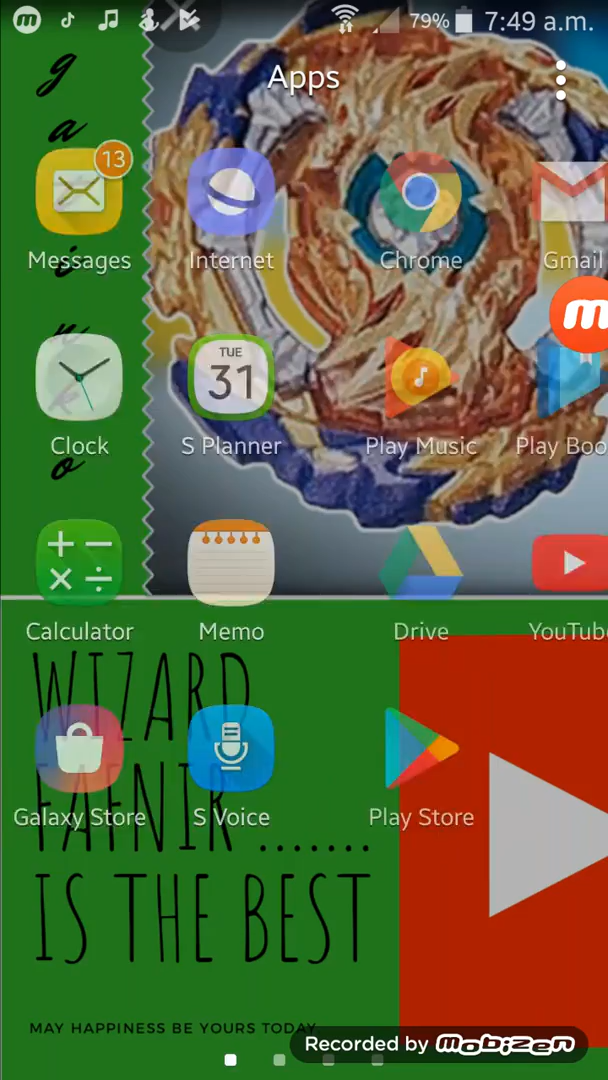 79% 7:49 a.m.
Apps
13
Messages Internet Chrome Gmail
TUE
31
Clock S Planner Play Music Play Boo
Calculator Memo Drive YouTube
WIZARD
Galaxy Store S Voice Play Store
FAFNIR .......
IS THE BEST
MAY HAPPINESS BE YOURS TODAY.
Recorded by mobizen